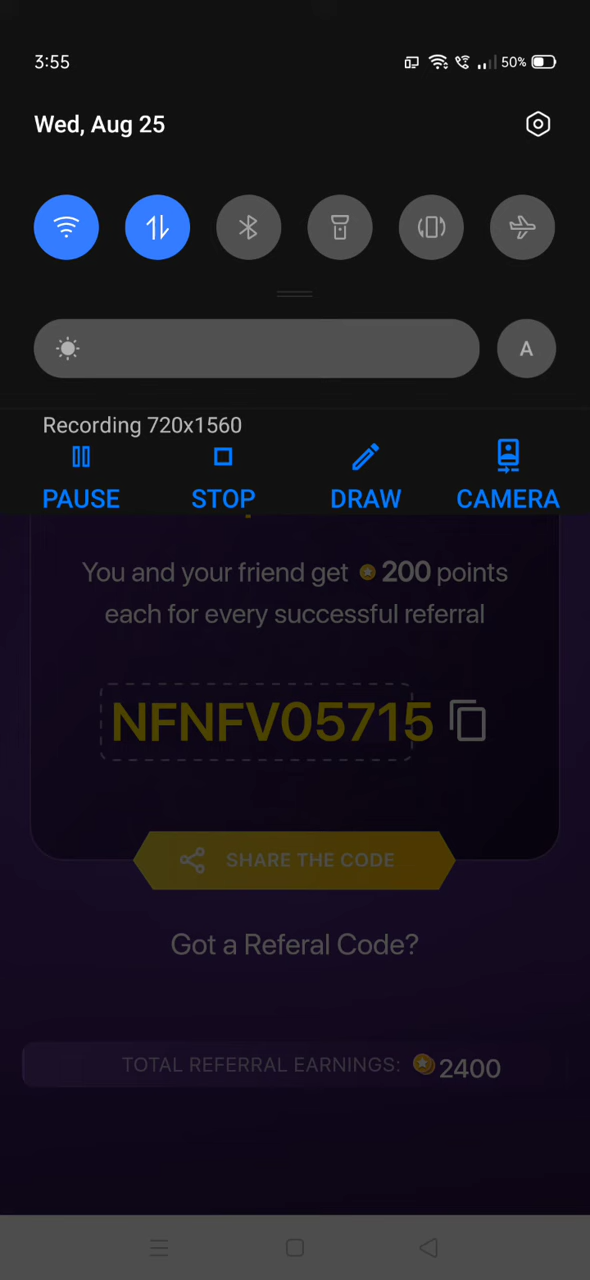 3:55 50%
Wed, Aug 25
A
Recording 720x1560
PAUSE STOP DRAW CAMERA
You and your friend get 200 points
each for every successful referral
NFNFV05715
SHARE THE CODE
Got a Referal Code?
TOTAL REFERRAL EARNINGS: 2400